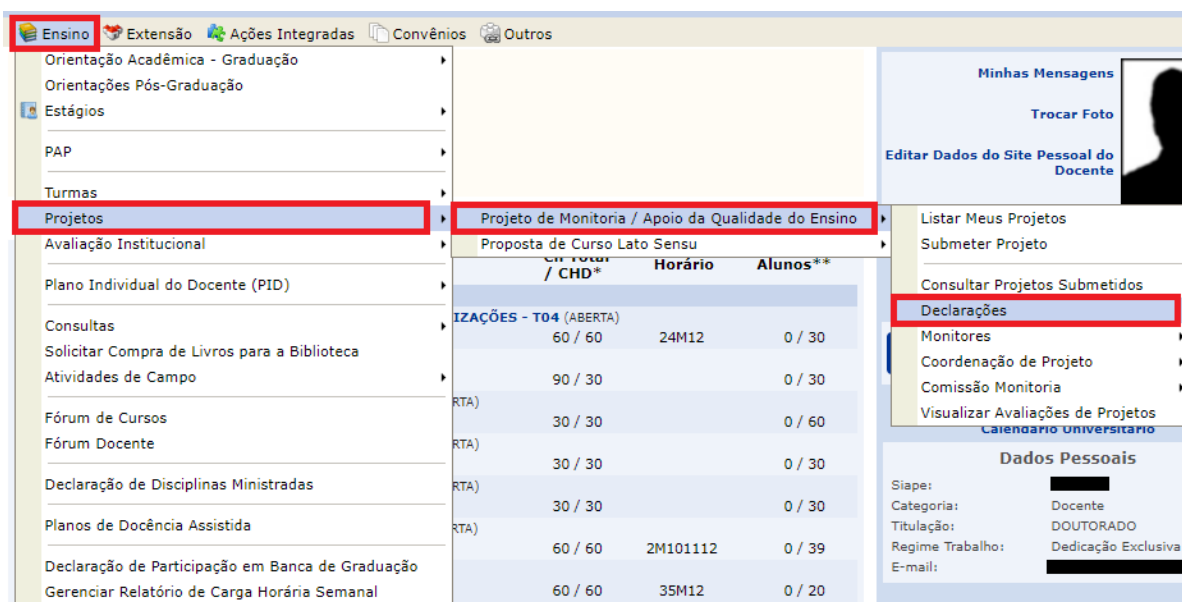 Ensino Extensão Ações Integradas Convênios Outros
Orientação Acadêmica - Graduação
Orientações Pós-Graduação
Estágios
PAP
Turmas
Projetos
Avaliação Institucional
Plano Individual do Docente (PID)
Consultas
Solicitar Compra de Livros para a Biblioteca
Atividades de Campo
Fórum de Cursos
Fórum Docente
Declaração de Disciplinas Ministradas
Planos de Docência Assistida
Declaração de Participação em Banca de Graduação
Gerenciar Relatório de Carga Horária Semanal
Projeto de Monitoria / Apoio da Qualidade do Ensino
Proposta de Curso Lato Sensu
Listar Meus Projetos
Submeter Projeto
Consultar Projetos Submetidos
Declarações
Monitores
Coordenação de Projeto
Comissão Monitoria
Visualizar Avaliações de Projetos
Total
/ CHD* Horário Alunos**
IZAÇÕES - T04 (ABERTA)
60 / 60 24M12 0 / 30
90 / 30 0 / 30
RTA)
30 / 30 0 / 60
RTA)
30 / 30 0 / 30
RTA)
30 / 30 0 / 30
RTA)
60 / 60 2M101112 0 / 39
60 / 60 35M12 0 / 20
Minhas Mensagens
Trocar Foto
Editar Dados do Site Pessoal do
Docente
Calendário Universitário
Dados Pessoais
Siape:
Categoria: Docente
Titulação: DOUTORADO
Regime Trabalho: Dedicação Exclusiva
E-mail: